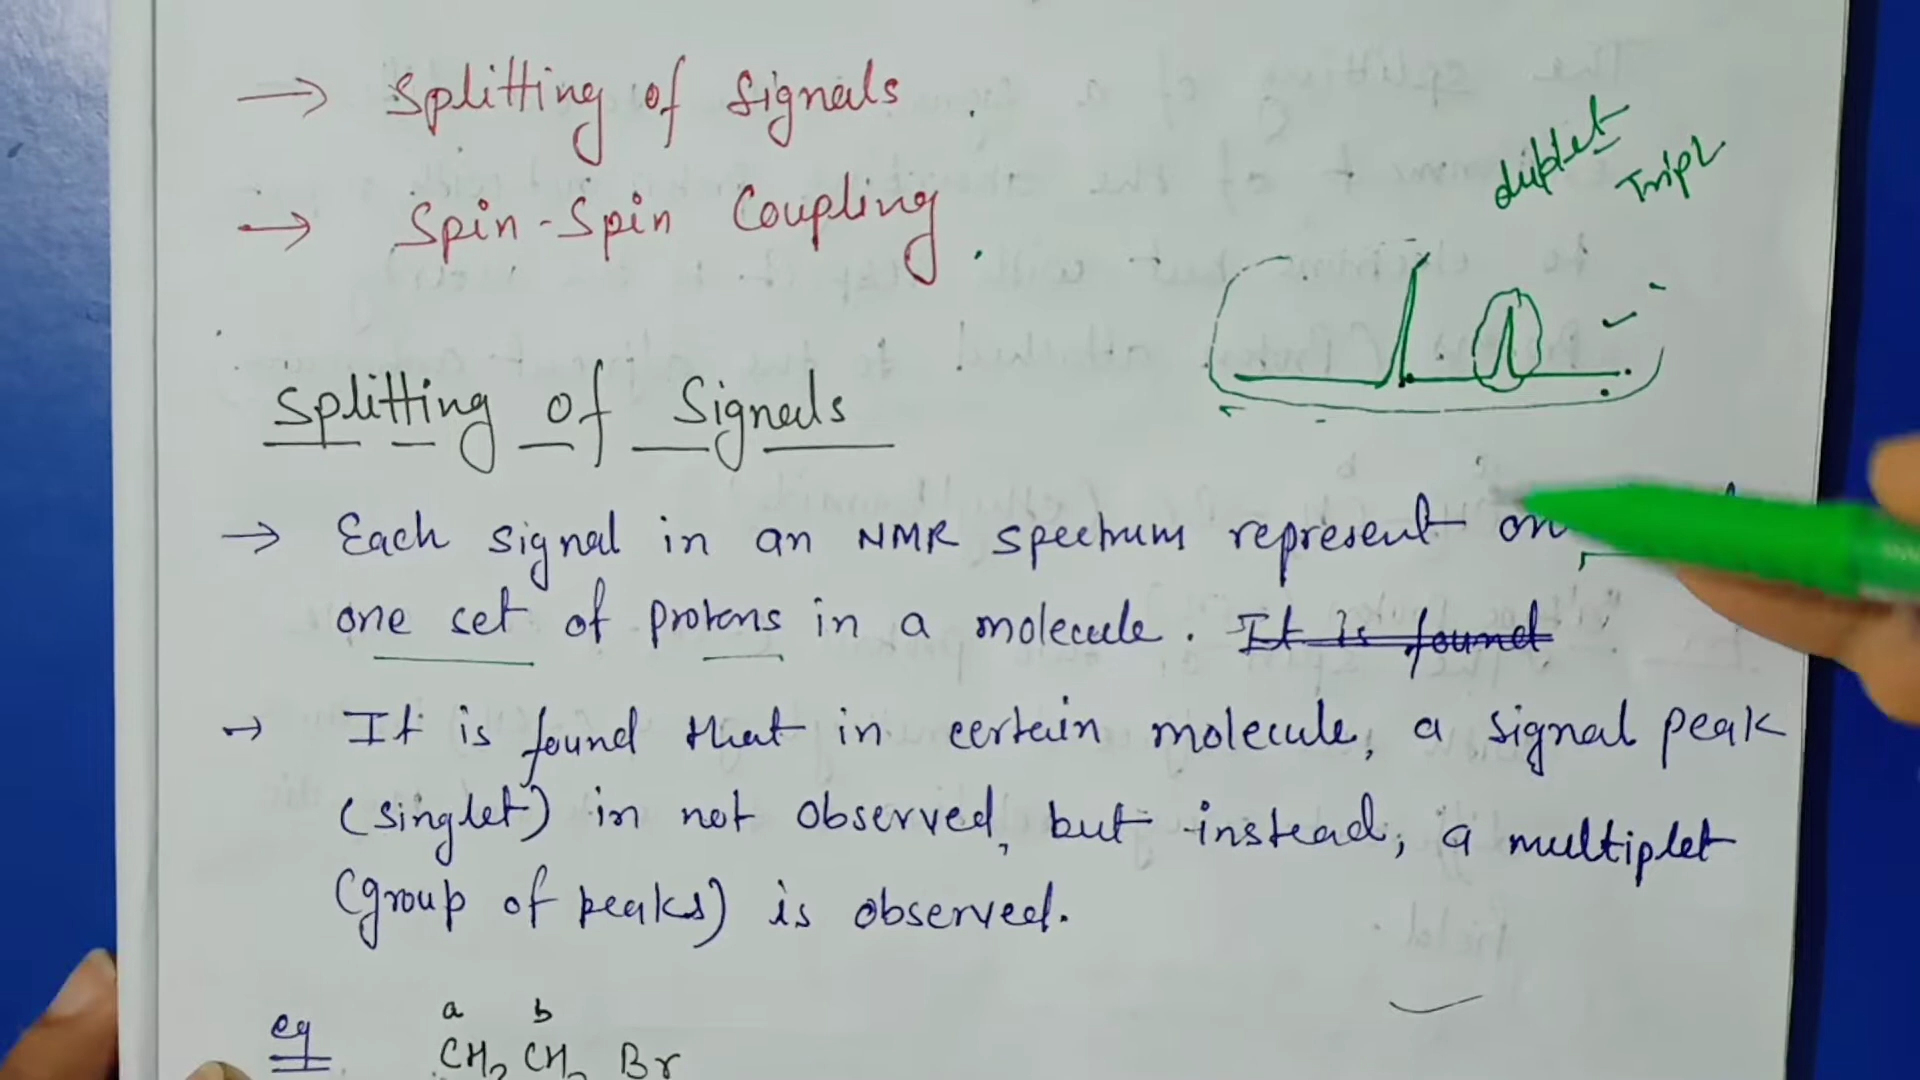 → Splitting of Signals
→ Spin-Spin Coupling
duplet
Tripl
Splitting of Signals
→ Each signal in an NMR spectrum represent on
one set of protons in a molecule. It is found
→ It is found that in certain molecule, a signal peak
(singlet) in not observed, but instead, a multiplet
(group of peaks) is observed.
a b
eg CH2 CH2 Br